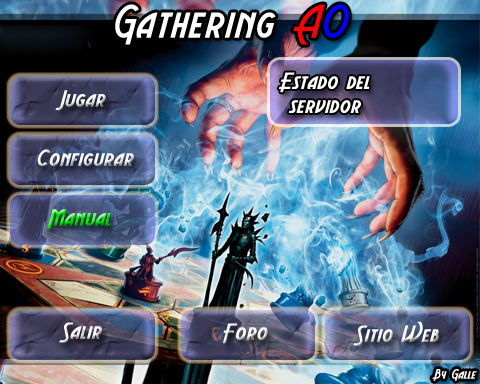 Gathering AO
Jugar
Estado del
servidor
Configurar
Manual
Salir
Foro
Sitio Web
By Galle